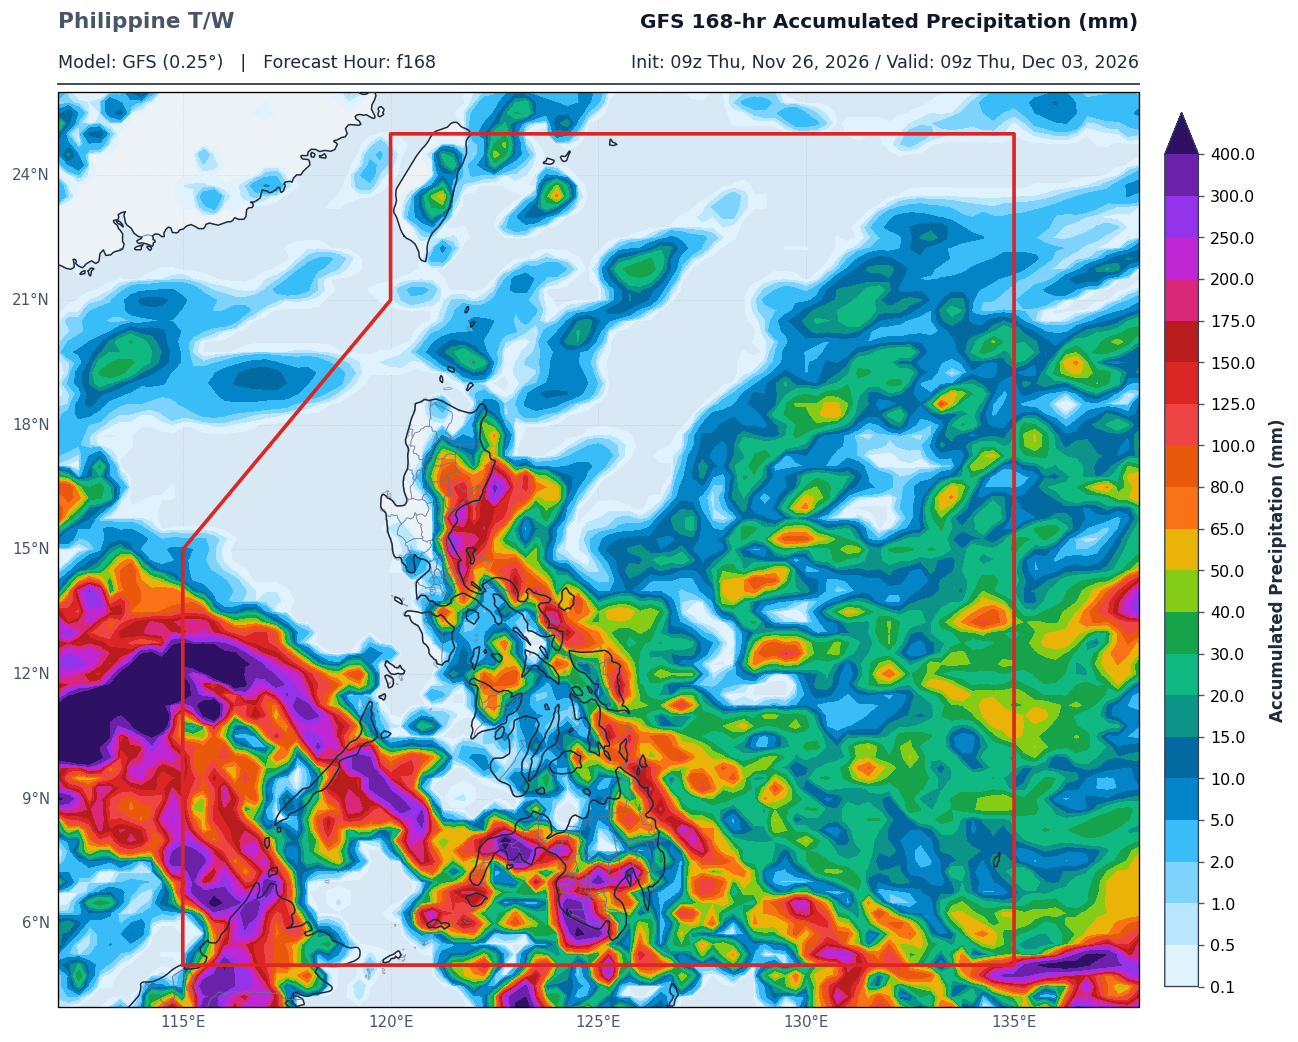 Philippine T/W
GFS 168-hr Accumulated Precipitation (mm)
Model: GFS (0.25°)   |   Forecast Hour: f168
Init: 09z Thu, Nov 26, 2026 / Valid: 09z Thu, Dec 03, 2026
24°N
21°N
18°N
15°N
12°N
9°N
6°N
115°E
120°E
125°E
130°E
135°E
400.0
300.0
250.0
200.0
175.0
150.0
125.0
100.0
80.0
65.0
50.0
40.0
30.0
20.0
15.0
10.0
5.0
2.0
1.0
0.5
0.1
Accumulated Precipitation (mm)